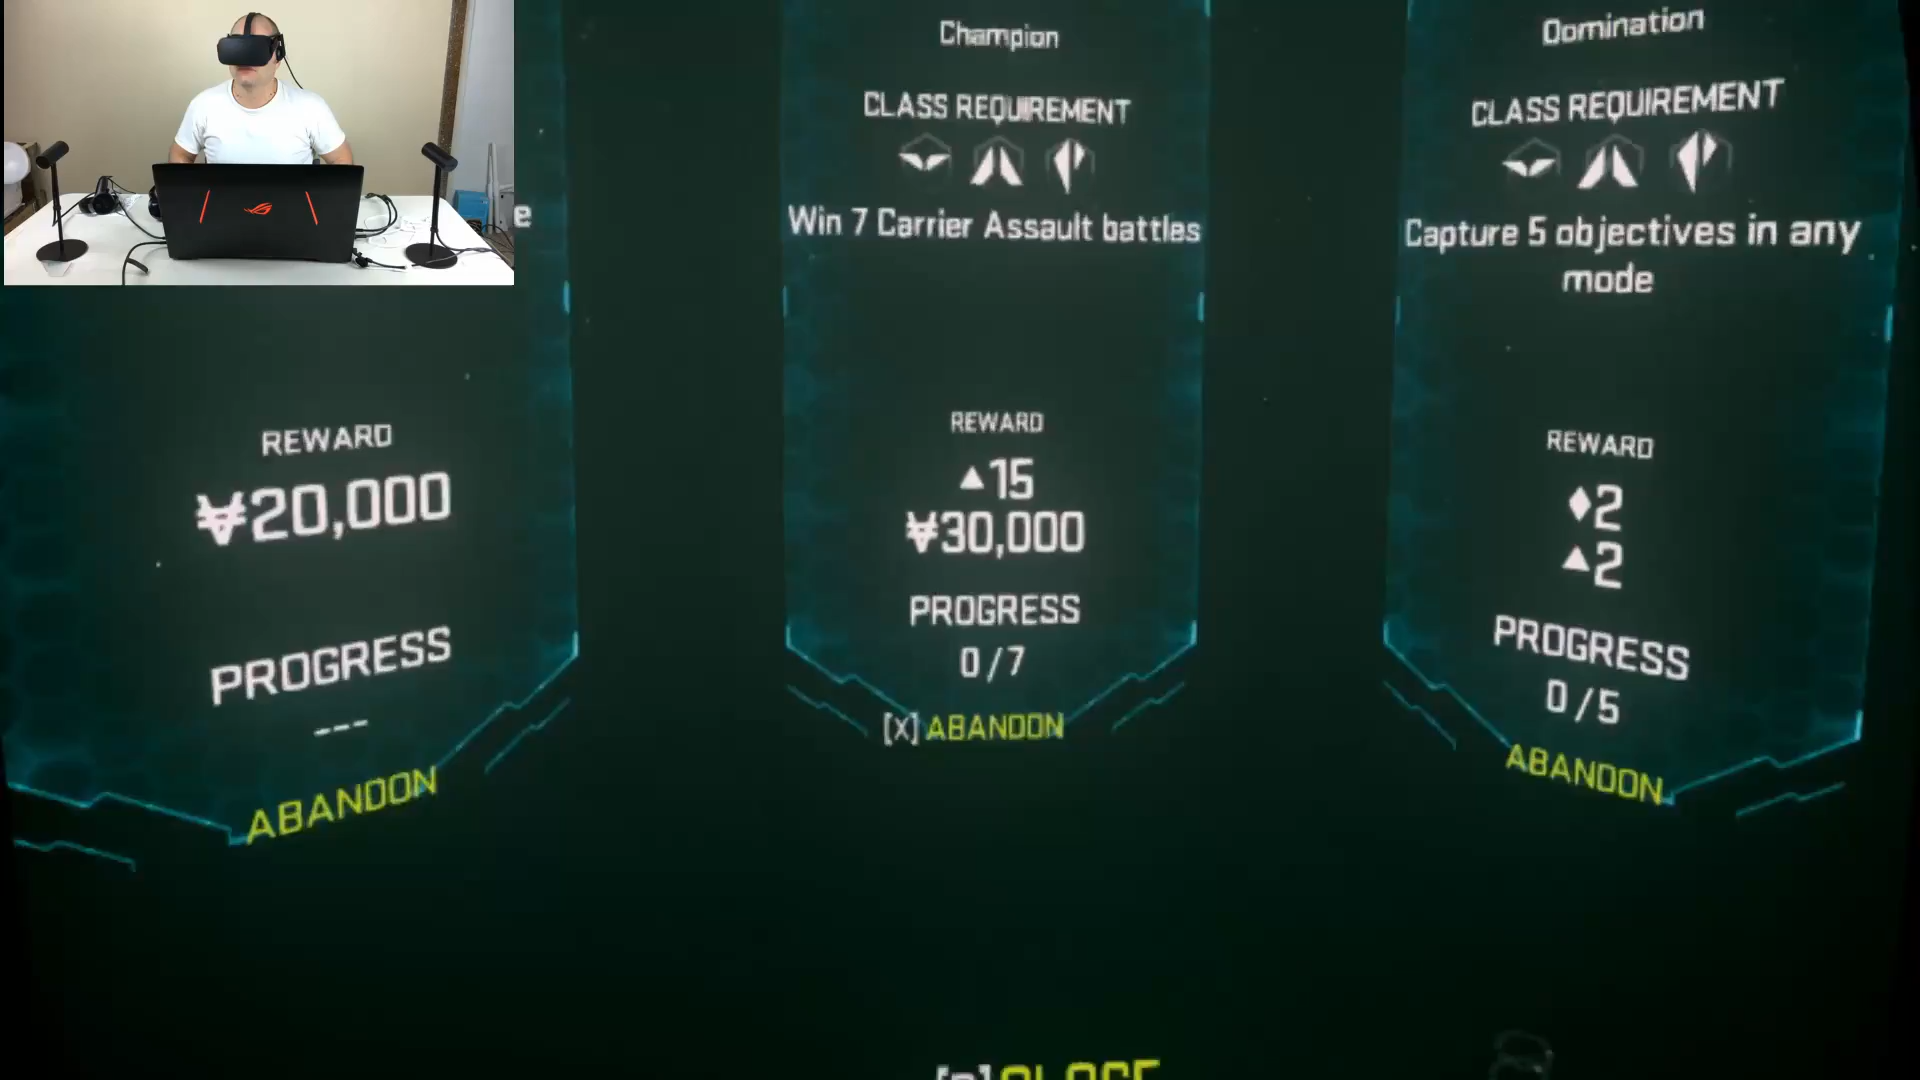 e
REWARD
¥20,000
PROGRESS
---
ABANDON
Champion
CLASS REQUIREMENT
Win 7 Carrier Assault battles
REWARD
▲15
¥30,000
PROGRESS
0/7
[X] ABANDON
Domination
CLASS REQUIREMENT
Capture 5 objectives in any
mode
REWARD
♦2
▲2
PROGRESS
0/5
ABANDON
CLOSE